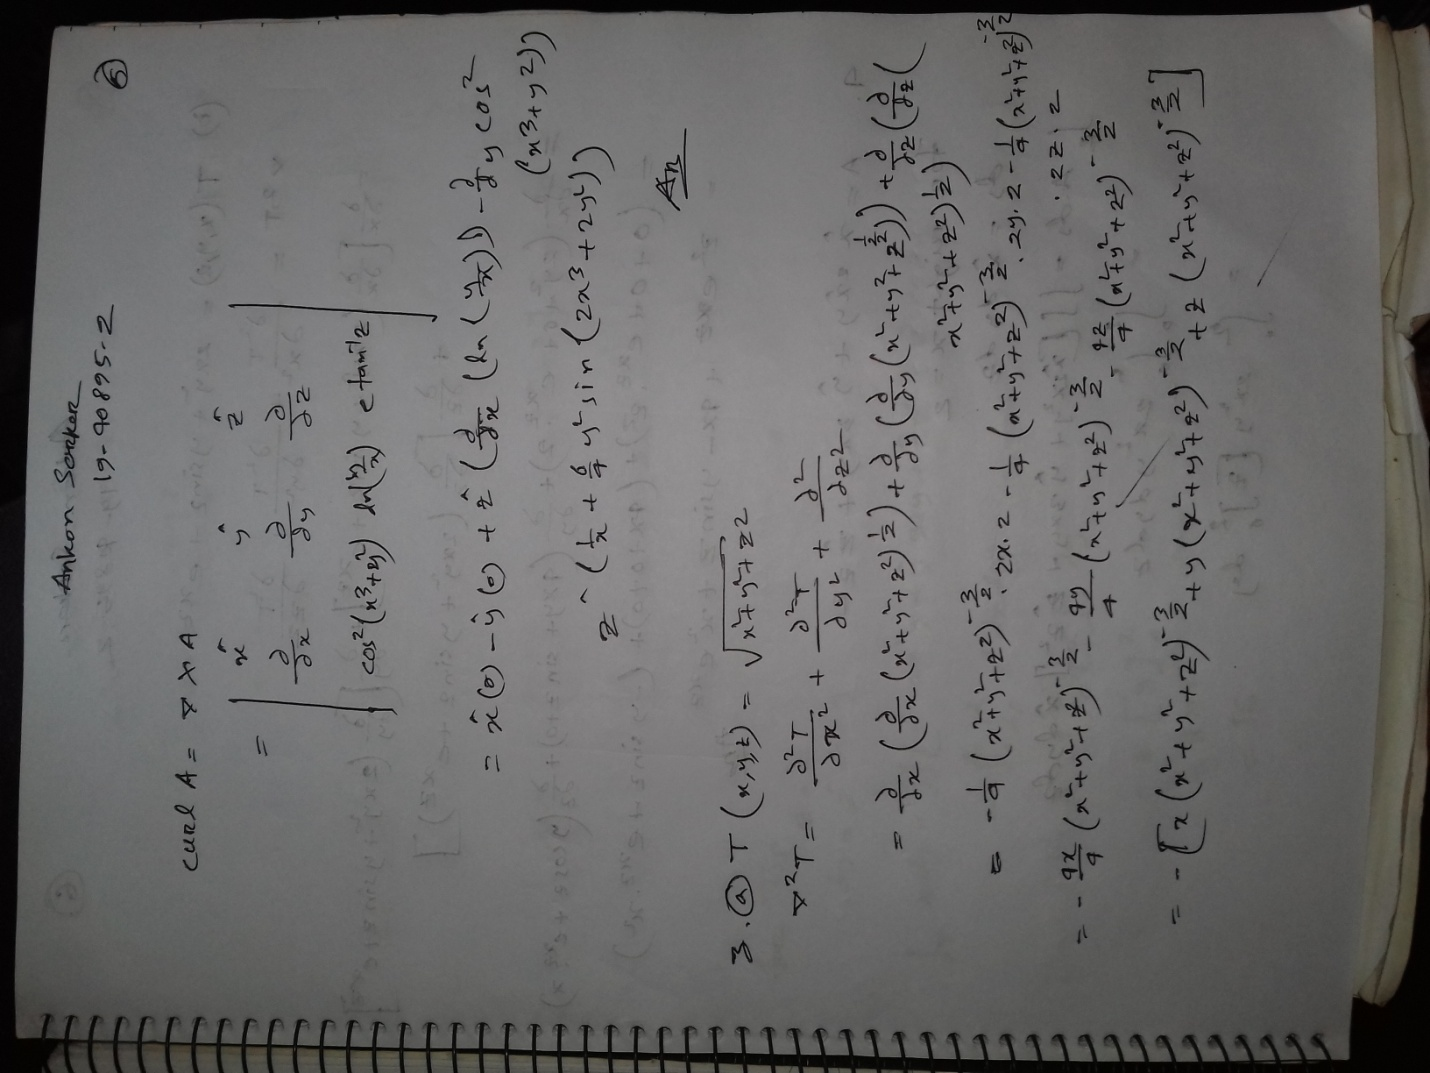 Ankon Sarker
19-40895-2
5
curl A = ∇ × A
= | x̂ ŷ ẑ |
∂/∂x ∂/∂y ∂/∂z
cos²(x³+y²) ln(y/x) e tan⁻¹z
= x̂(0) - ŷ(0) + ẑ (∂/∂x (ln(y/x)) - ∂/∂y cos²
(x³+y²))
ẑ (1/x + 6/4 y² sin(2x³+2y²))
Ans
3. (a) T(x,y,z) = √x²+y²+z²
∇²T = ∂²T/∂x² + ∂²T/∂y² + ∂²/∂z²
= ∂/∂x (∂/∂x (x²+y²+z²)^½) + ∂/∂y (∂/∂y (x²+y²+z²)^½) + ∂/∂z (∂/∂z (
x²+y²+z²)^½)
= -¼ (x²+y²+z²)^-3/2 . 2x.2 - ¼ (x²+y²+z²)^-3/2 . 2y.2 - ¼ (x²+y²+z²)^-3/2
. 2z.2
= - 4x/4 (x²+y²+z²)^-3/2 - 4y/4 (x²+y²+z²)^-3/2 - 4z/4 (x²+y²+z²)^-3/2
= - [x (x²+y²+z²)^-3/2 + y (x²+y²+z²)^-3/2 + z (x²+y²+z²)^-3/2]